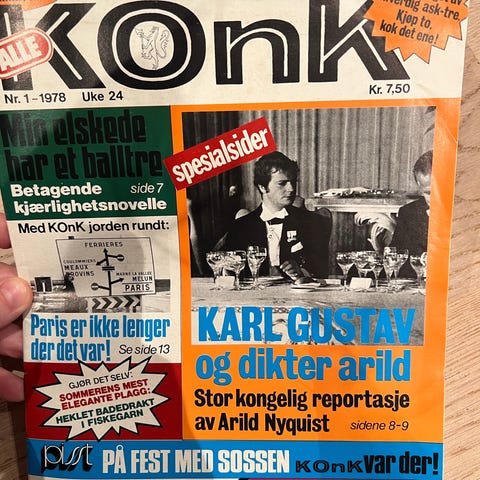 verdig ask-tre.
Kjøp to,
kok det ene!
ALLE
KOnK
Nr. 1–1978 Uke 24
Kr. 7,50
Min elskede
har et balltre
Betagende side 7
kjærlighetsnovelle
Med KOnK jorden rundt:
FERRIERES
COULOMMIERS
MEAUX
PROVINS
MARNE LA VALLEE
MELUN
PARIS
Paris er ikke lenger
der det var! Se side 13
GJØR DET SELV:
SOMMERENS MEST
ELEGANTE PLAGG:
HEKLET BADEDRAKT
I FISKEGARN
spesialsider
KARL GUSTAV
og dikter arild
Stor kongelig reportasje
av Arild Nyquist sidene 8-9
pisst PÅ FEST MED SOSSEN KOnK var der!